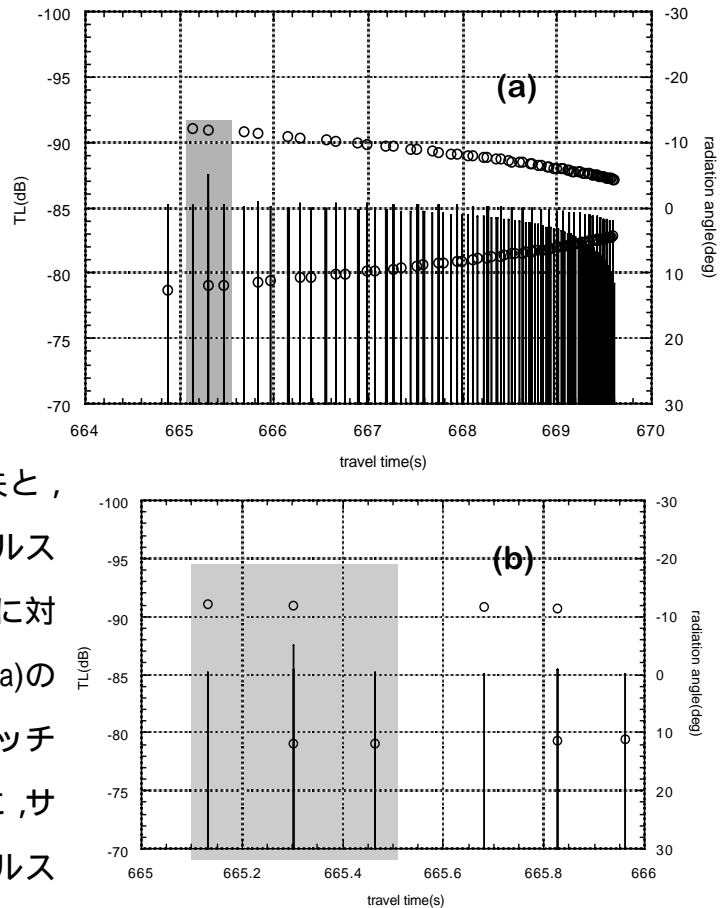 -100
-95
-90
-85
-80
-75
-70
TL(dB)
(a)
-30
-20
-10
0
10
20
30
radiation angle(deg)
664 665 666 667 668 669 670
travel time(s)
と ,
ルス
に対
a)の
ッチ
,サ
ルス
-100
-95
-90
-85
-80
-75
-70
TL(dB)
(b)
-30
-20
-10
0
10
20
30
radiation angle(deg)
665 665.2 665.4 665.6 665.8 666
travel time(s)